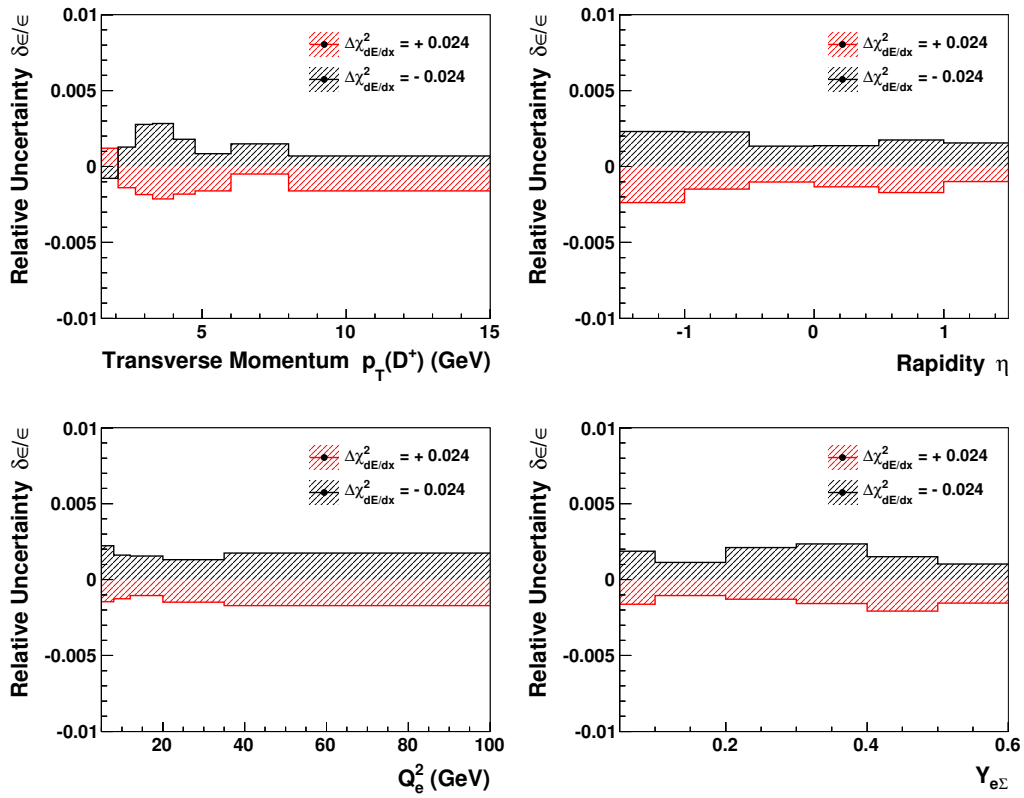 0.01
0.005
0
-0.005
-0.01
Relative Uncertainty δϵ/ϵ
Δχ²dE/dx = + 0.024
Δχ²dE/dx = - 0.024
5 10 15
Transverse Momentum pT(D⁺) (GeV)
0.01
0.005
0
-0.005
-0.01
Relative Uncertainty δϵ/ϵ
Δχ²dE/dx = + 0.024
Δχ²dE/dx = - 0.024
-1 0 1
Rapidity η
0.01
0.005
0
-0.005
-0.01
Relative Uncertainty δϵ/ϵ
Δχ²dE/dx = + 0.024
Δχ²dE/dx = - 0.024
20 40 60 80 100
Q²e (GeV)
0.01
0.005
0
-0.005
-0.01
Relative Uncertainty δϵ/ϵ
Δχ²dE/dx = + 0.024
Δχ²dE/dx = - 0.024
0.2 0.4 0.6
YeΣ